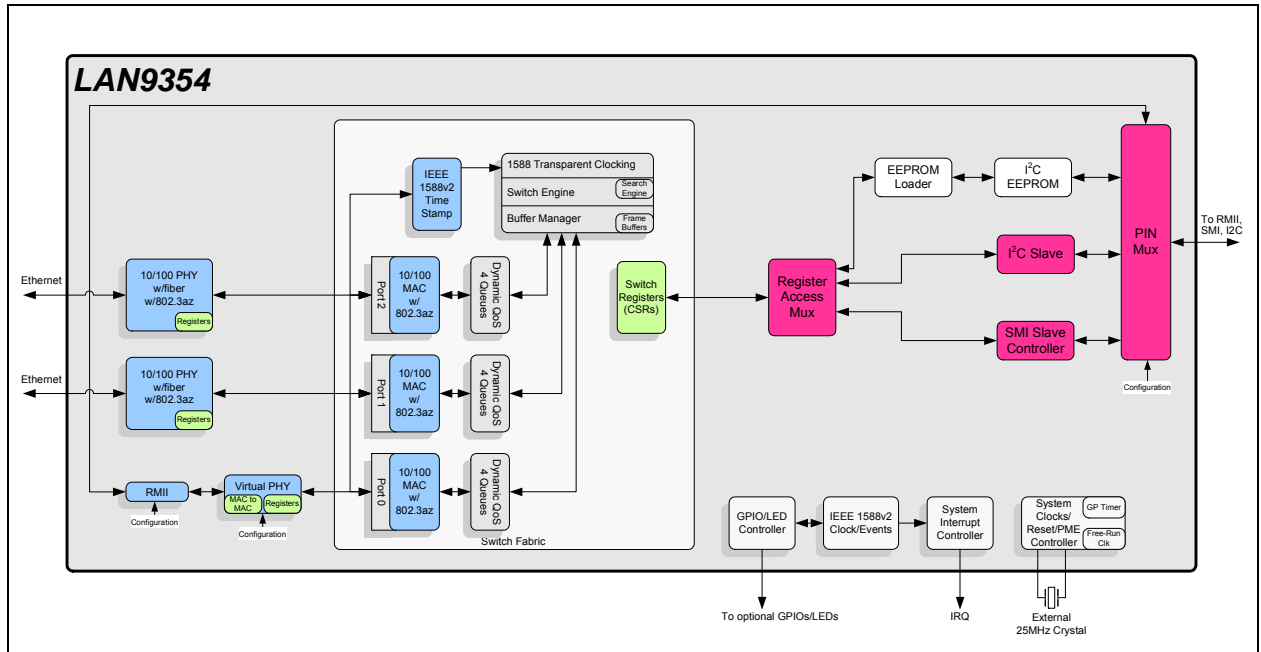 LAN9354
IEEE
1588v2
Time
Stamp
1588 Transparent Clocking
Switch Engine
Search
Engine
Buffer Manager
Frame
Buffers
EEPROM
Loader
I2C
EEPROM
PIN
Mux
To RMII,
SMI, I2C
I2C Slave
SMI Slave
Controller
Configuration
Register
Access
Mux
Switch
Registers
(CSRs)
Ethernet
10/100 PHY
w/fiber
w/802.3az
Registers
Port 2
10/100
MAC
w/
802.3az
Dynamic QoS
4 Queues
Ethernet
10/100 PHY
w/fiber
w/802.3az
Registers
Port 1
10/100
MAC
w/
802.3az
Dynamic QoS
4 Queues
RMII
Configuration
Virtual PHY
MAC to
MAC
Registers
Configuration
Port 0
10/100
MAC
w/
802.3az
Dynamic QoS
4 Queues
Switch Fabric
GPIO/LED
Controller
IEEE 1588v2
Clock/Events
System
Interrupt
Controller
System
Clocks/
Reset/PME
Controller
GP Timer
Free-Run
Clk
To optional GPIOs/LEDs
IRQ
External
25MHz Crystal